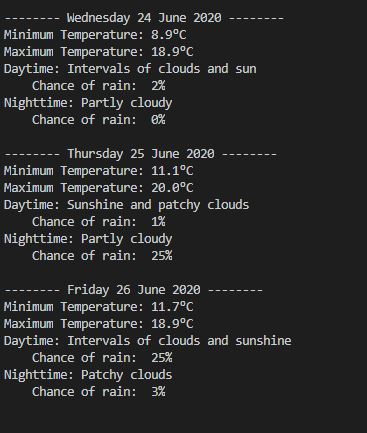 -------- Wednesday 24 June 2020 --------
Minimum Temperature: 8.9°C
Maximum Temperature: 18.9°C
Daytime: Intervals of clouds and sun
    Chance of rain:  2%
Nighttime: Partly cloudy
    Chance of rain:  0%

-------- Thursday 25 June 2020 --------
Minimum Temperature: 11.1°C
Maximum Temperature: 20.0°C
Daytime: Sunshine and patchy clouds
    Chance of rain:  1%
Nighttime: Partly cloudy
    Chance of rain:  25%

-------- Friday 26 June 2020 --------
Minimum Temperature: 11.7°C
Maximum Temperature: 18.9°C
Daytime: Intervals of clouds and sunshine
    Chance of rain:  25%
Nighttime: Patchy clouds
    Chance of rain:  3%